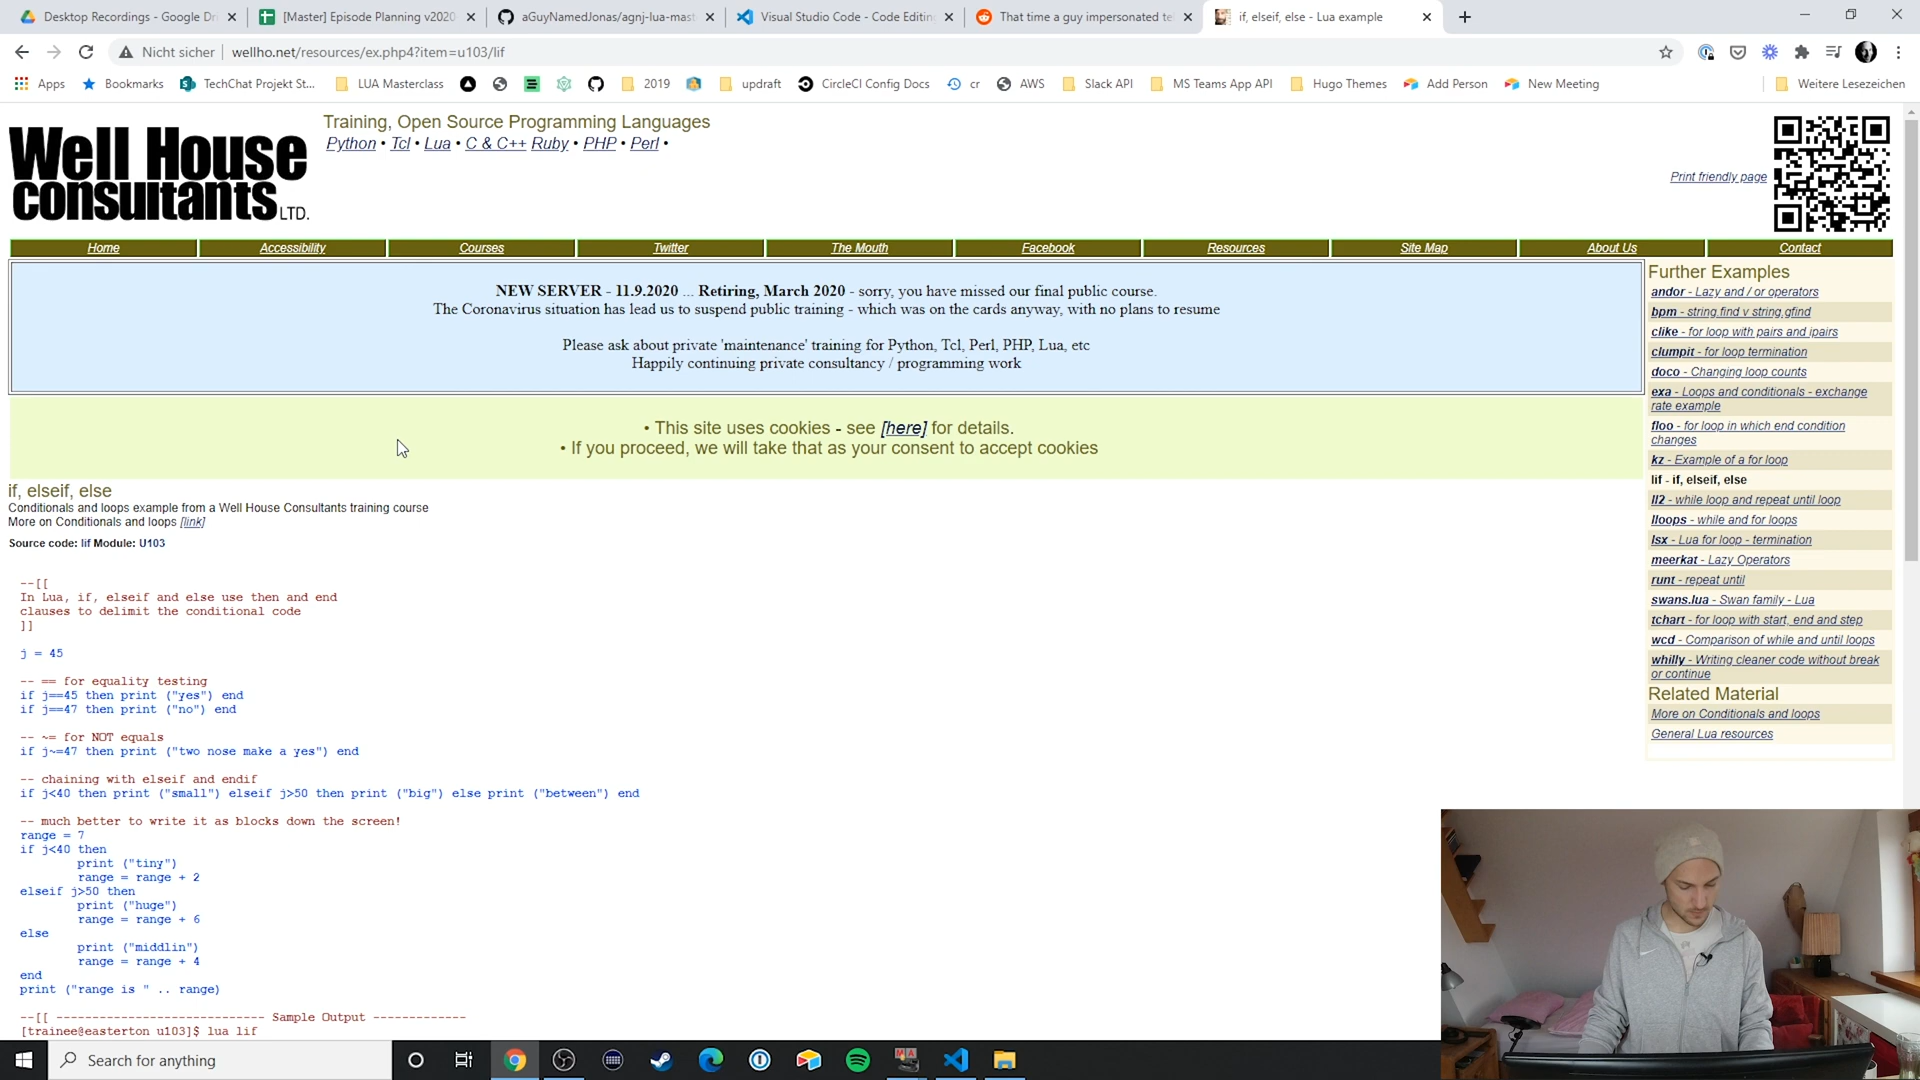 Desktop Recordings - Google Dri
[Master] Episode Planning v2020
aGuyNamedJonas/agnj-lua-mast
Visual Studio Code - Code Editin
That time a guy impersonated te
if, elseif, else - Lua example
Nicht sicher
wellho.net/resources/ex.php4?item=u103/lif
Apps
Bookmarks
TechChat Projekt St...
LUA Masterclass
2019
updraft
CircleCI Config Docs
cr
AWS
Slack API
MS Teams App API
Hugo Themes
Add Person
New Meeting
Weitere Lesezeichen
Well House
consultants LTD.
Training, Open Source Programming Languages
Python • Tcl • Lua • C & C++ Ruby • PHP • Perl •
Print friendly page
Home
Accessibility
Courses
Twitter
The Mouth
Facebook
Resources
Site Map
About Us
Contact
NEW SERVER - 11.9.2020 ... Retiring, March 2020 - sorry, you have missed our final public course.
The Coronavirus situation has lead us to suspend public training - which was on the cards anyway, with no plans to resume
Please ask about private 'maintenance' training for Python, Tcl, Perl, PHP, Lua, etc
Happily continuing private consultancy / programming work
• This site uses cookies - see [here] for details.
• If you proceed, we will take that as your consent to accept cookies
if, elseif, else
Conditionals and loops example from a Well House Consultants training course
More on Conditionals and loops [link]
Source code: lif Module: U103
--[[
In Lua, if, elseif and else use then and end
clauses to delimit the conditional code
]]
j = 45
-- == for equality testing
if j==45 then print ("yes") end
if j==47 then print ("no") end
-- ~= for NOT equals
if j~=47 then print ("two nose make a yes") end
-- chaining with elseif and endif
if j<40 then print ("small") elseif j>50 then print ("big") else print ("between") end
-- much better to write it as blocks down the screen!
range = 7
if j<40 then
print ("tiny")
range = range + 2
elseif j>50 then
print ("huge")
range = range + 6
else
print ("middlin")
range = range + 4
end
print ("range is " .. range)
--[[ --------------------------- Sample Output -------------
[trainee@easterton u103]$ lua lif
Further Examples
andor - Lazy and / or operators
bpm - string.find v string.gfind
clike - for loop with pairs and ipairs
clumpit - for loop termination
doco - Changing loop counts
exa - Loops and conditionals - exchange
rate example
floo - for loop in which end condition
changes
kz - Example of a for loop
lif - if, elseif, else
ll2 - while loop and repeat until loop
lloops - while and for loops
lsx - Lua for loop - termination
meerkat - Lazy Operators
runt - repeat until
swans.lua - Swan family - Lua
tchart - for loop with start, end and step
wcd - Comparison of while and until loops
whilly - Writing cleaner code without break
or continue
Related Material
More on Conditionals and loops
General Lua resources
Search for anything